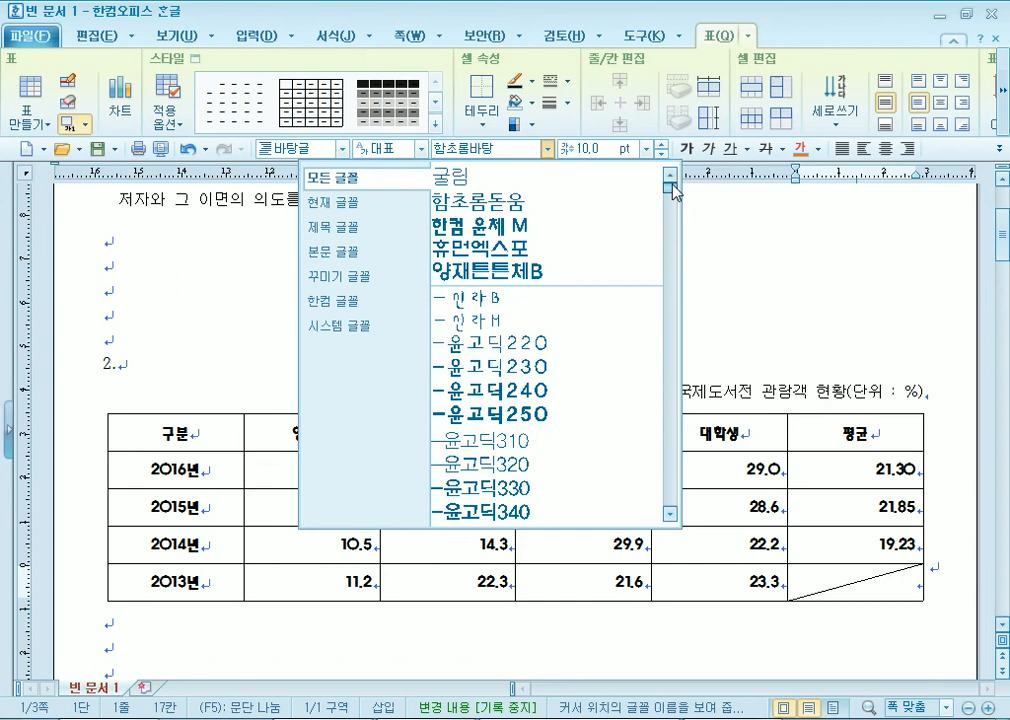 빈 문서 1 - 한컴오피스 흔글
파일(F) 편집(E) 보기(U) 입력(D) 서식(J) 쪽(W) 보안(R) 검토(H) 도구(K) 표(Q)
표 스타일 셀 속성 줄/칸 편집 셀 편집 표
표 만들기 차트 적용 옵션 테두리 세로쓰기
바탕글 대표 함초롬바탕 10,0 pt
16 15 14 13 12 2 1 1 2 3 4
저자와 그 이면의 의도를
모든 글꼴
현재 글꼴
제목 글꼴
본문 글꼴
꾸미기 글꼴
한컴 글꼴
시스템 글꼴
굴림
함초롬돋움
한컴 윤체 M
휴먼엑스포
양재튼튼체B
-신라B
-신라M
-윤고딕220
-윤고딕230
-윤고딕240
-윤고딕250
-윤고딕310
-윤고딕320
-윤고딕330
-윤고딕340
2.
국제도서전 관람객 현황(단위 : %)
구분 대학생 평균
2016년 29.0 21.30
2015년 28.6 21.85
2014년 10.5 14.3 29.9 22.2 19.23
2013년 11.2 22.3 21.6 23.3
빈 문서 1
1/3쪽 1단 1줄 17칸 (F5): 문단 나눔 1/1 구역 삽입 변경 내용 [기록 중지] 커서 위치의 글꼴 이름을 보여 줍... 폭 맞춤